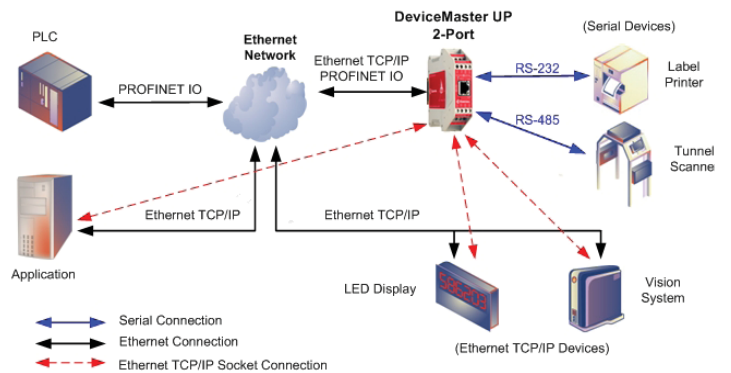 DeviceMaster UP
2-Port
PLC
Ethernet
Network
Ethernet TCP/IP
PROFINET IO
(Serial Devices)
PROFINET IO
RS-232
Label
Printer
RS-485
Tunnel
Scanne
Ethernet TCP/IP
Ethernet TCP/IP
Application
LED Display
586203
Vision
System
Serial Connection
Ethernet Connection
(Ethernet TCP/IP Devices)
Ethernet TCP/IP Socket Connection